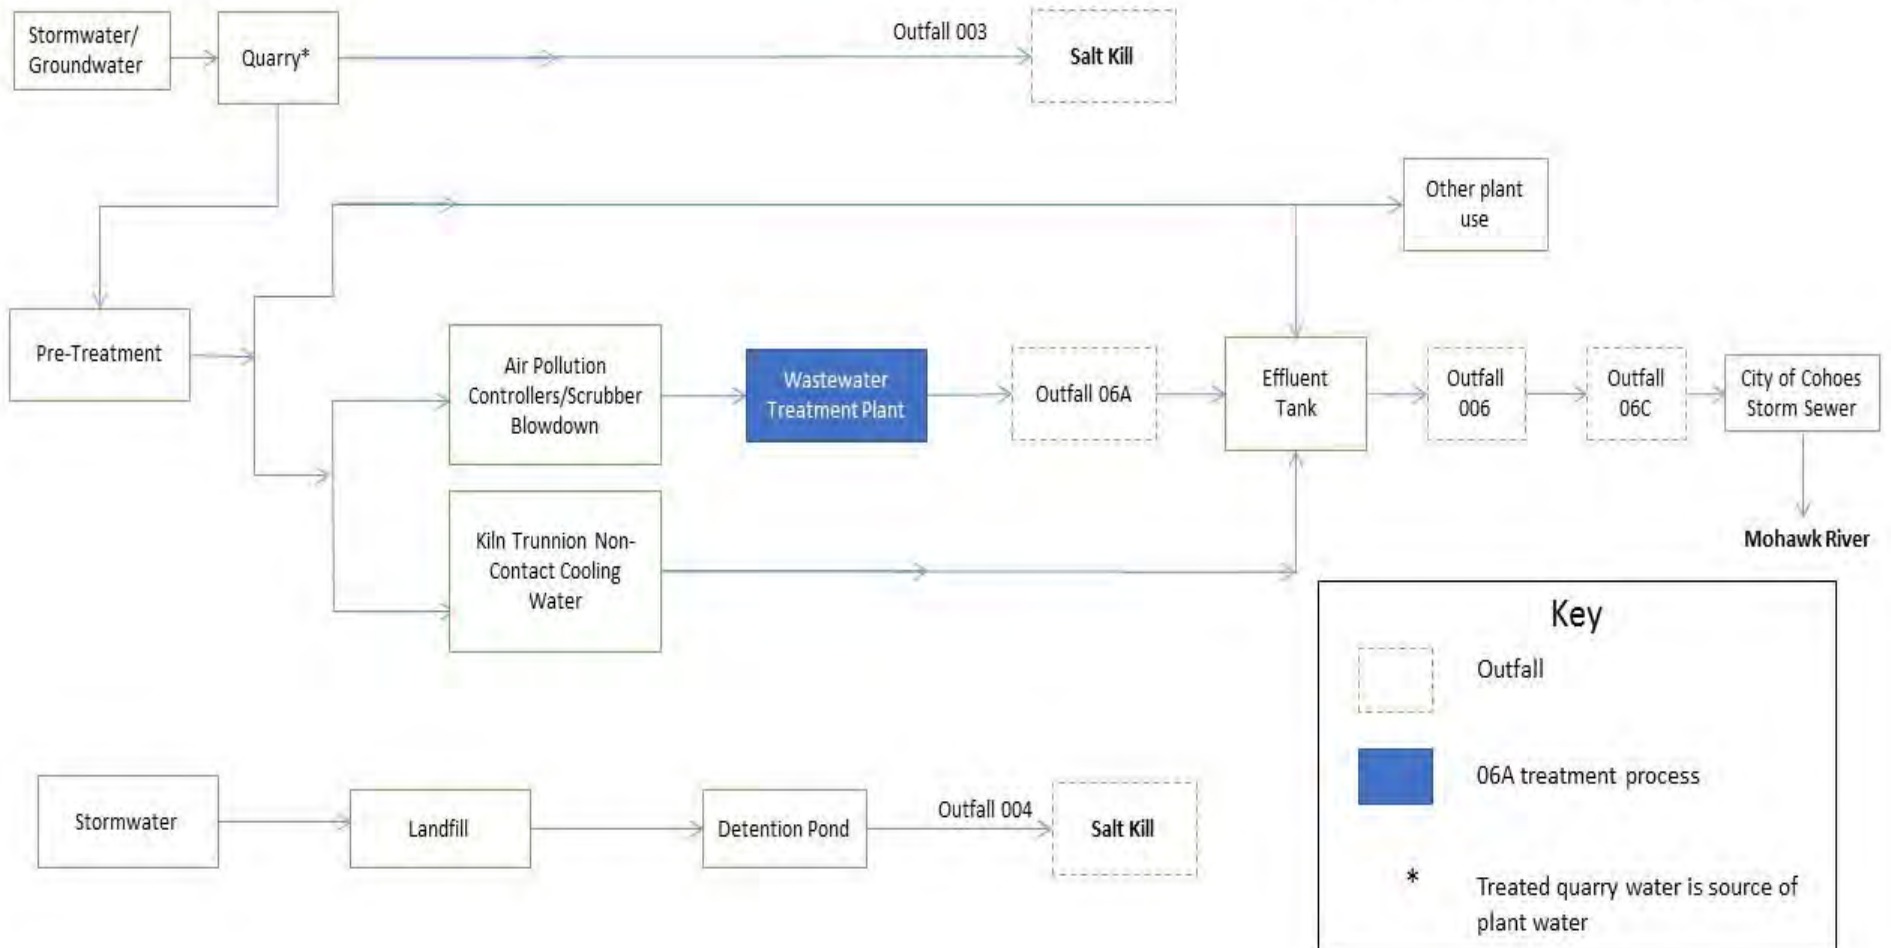 Stormwater/
Groundwater
Quarry*
Outfall 003
Salt Kill
Other plant
use
Pre-Treatment
Air Pollution
Controllers/Scrubber
Blowdown
Wastewater
Treatment Plant
Outfall 06A
Effluent
Tank
Outfall
006
Outfall
06C
City of Cohoes
Storm Sewer
Kiln Trunnion Non-
Contact Cooling
Water
Mohawk River
Stormwater
Landfill
Detention Pond
Outfall 004
Salt Kill
Key
Outfall
06A treatment process
* Treated quarry water is source of
plant water